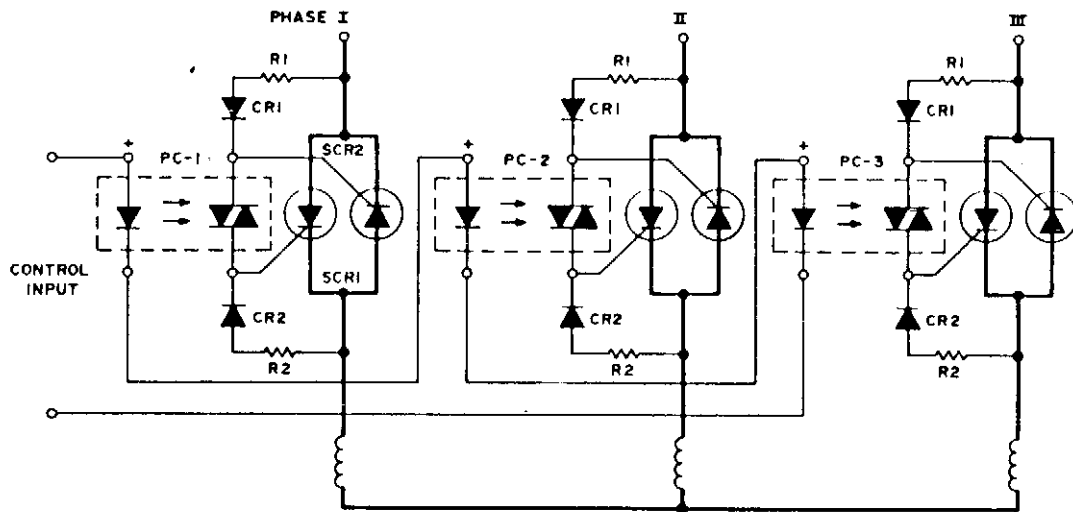 PHASE I
II
III
R1
R1
R1
CR1
CR1
CR1
+
PC-1
SCR2
+
PC-2
+
PC-3
CONTROL
INPUT
SCR1
CR2
CR2
CR2
R2
R2
R2